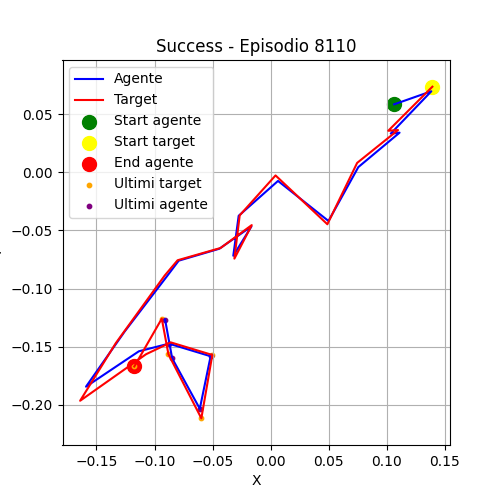 Success - Episodio 8110
Agente
Target
Start agente
Start target
End agente
Ultimi target
Ultimi agente
0.05
0.00
−0.05
−0.10
−0.15
−0.20
−0.15
−0.10
−0.05
0.00
0.05
0.10
0.15
X